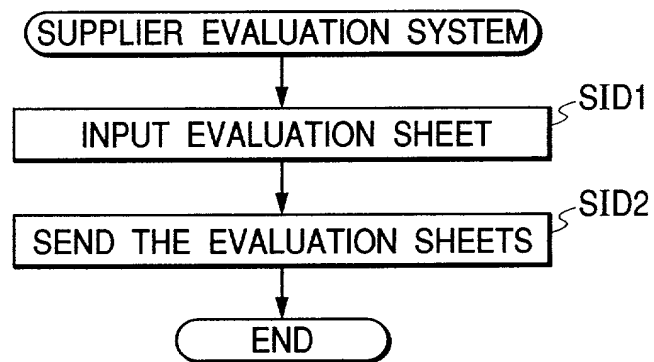 SUPPLIER EVALUATION SYSTEM
SID1
INPUT EVALUATION SHEET
SID2
SEND THE EVALUATION SHEETS
END